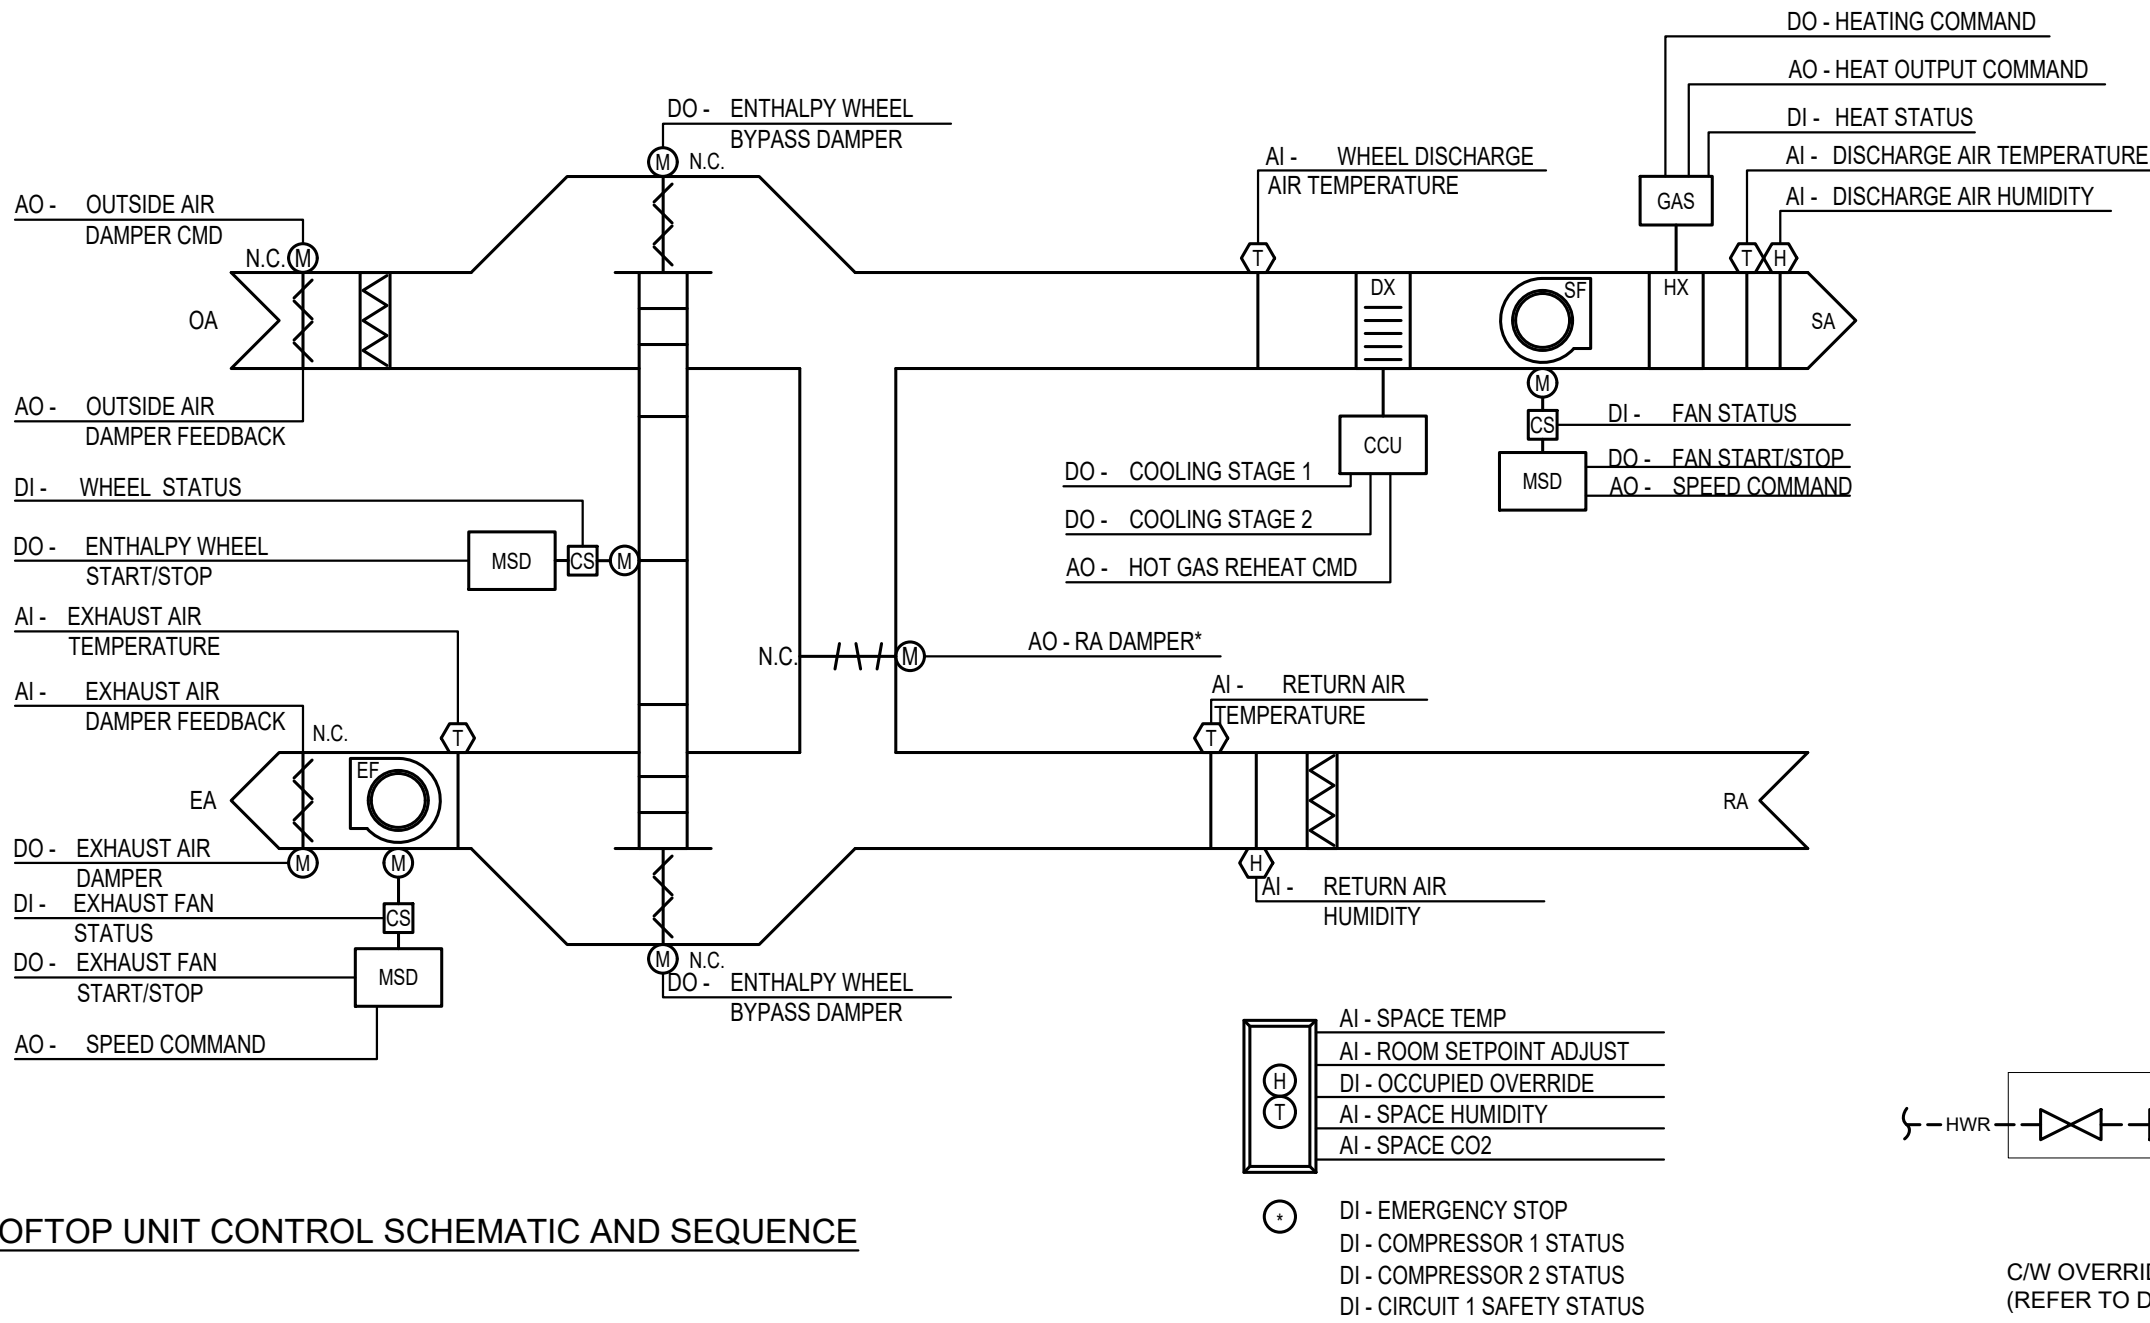 DO - HEATING COMMAND
AO - HEAT OUTPUT COMMAND
DI - HEAT STATUS
AI - DISCHARGE AIR TEMPERATURE
AI - DISCHARGE AIR HUMIDITY
GAS
DO - ENTHALPY WHEEL
BYPASS DAMPER
M N.C.
AI - WHEEL DISCHARGE
AIR TEMPERATURE
AO - OUTSIDE AIR
DAMPER CMD
N.C. M
T
T H
OA
DX
SF
HX
SA
M
AO - OUTSIDE AIR
DAMPER FEEDBACK
CS
DI - FAN STATUS
MSD
DO - FAN START/STOP
AO - SPEED COMMAND
CCU
DO - COOLING STAGE 1
DO - COOLING STAGE 2
AO - HOT GAS REHEAT CMD
DI - WHEEL STATUS
DO - ENTHALPY WHEEL
START/STOP
MSD CS M
AI - EXHAUST AIR
TEMPERATURE
N.C. M
AO - RA DAMPER*
AI - EXHAUST AIR
DAMPER FEEDBACK
N.C.
T
AI - RETURN AIR
TEMPERATURE
T
EA
EF
RA
DO - EXHAUST AIR
DAMPER
M M
H
AI - RETURN AIR
HUMIDITY
DI - EXHAUST FAN
STATUS
CS
DO - EXHAUST FAN
START/STOP
MSD
M N.C.
DO - ENTHALPY WHEEL
BYPASS DAMPER
AO - SPEED COMMAND
H
T
AI - SPACE TEMP
AI - ROOM SETPOINT ADJUST
DI - OCCUPIED OVERRIDE
AI - SPACE HUMIDITY
AI - SPACE CO2
HWR
*
DI - EMERGENCY STOP
DI - COMPRESSOR 1 STATUS
DI - COMPRESSOR 2 STATUS
DI - CIRCUIT 1 SAFETY STATUS
OFTOP UNIT CONTROL SCHEMATIC AND SEQUENCE
C/W OVERRI
(REFER TO D